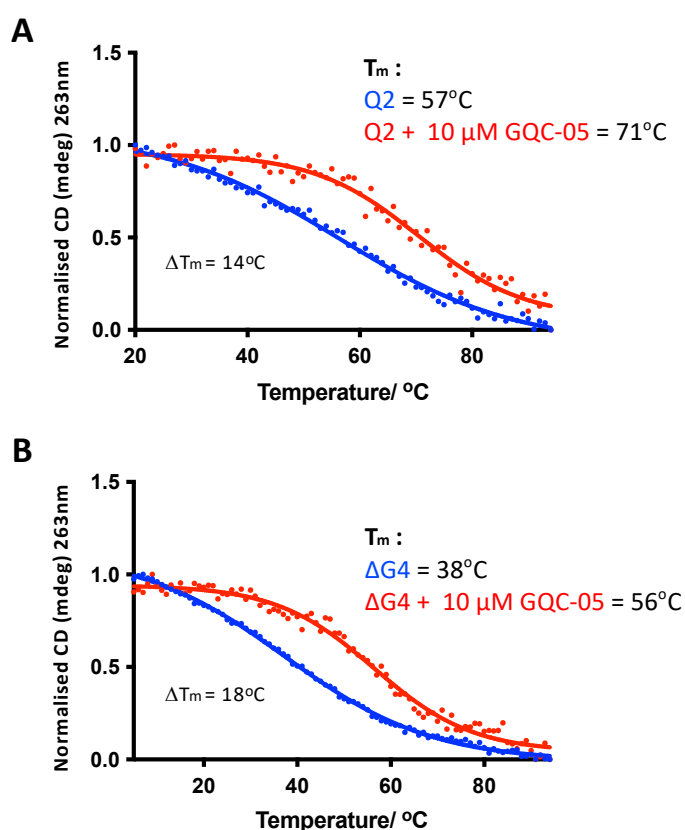 A
Normalised CD (mdeg) 263nm
1.5
1.0
0.5
0.0
Tm :
Q2 = 57°C
Q2 + 10 µM GQC-05 = 71°C
ΔTm = 14°C
20
40
60
80
Temperature/ °C
B
Normalised CD (mdeg) 263nm
1.5
1.0
0.5
0.0
Tm :
ΔG4 = 38°C
ΔG4 + 10 µM GQC-05 = 56°C
ΔTm = 18°C
20
40
60
80
Temperature/ °C